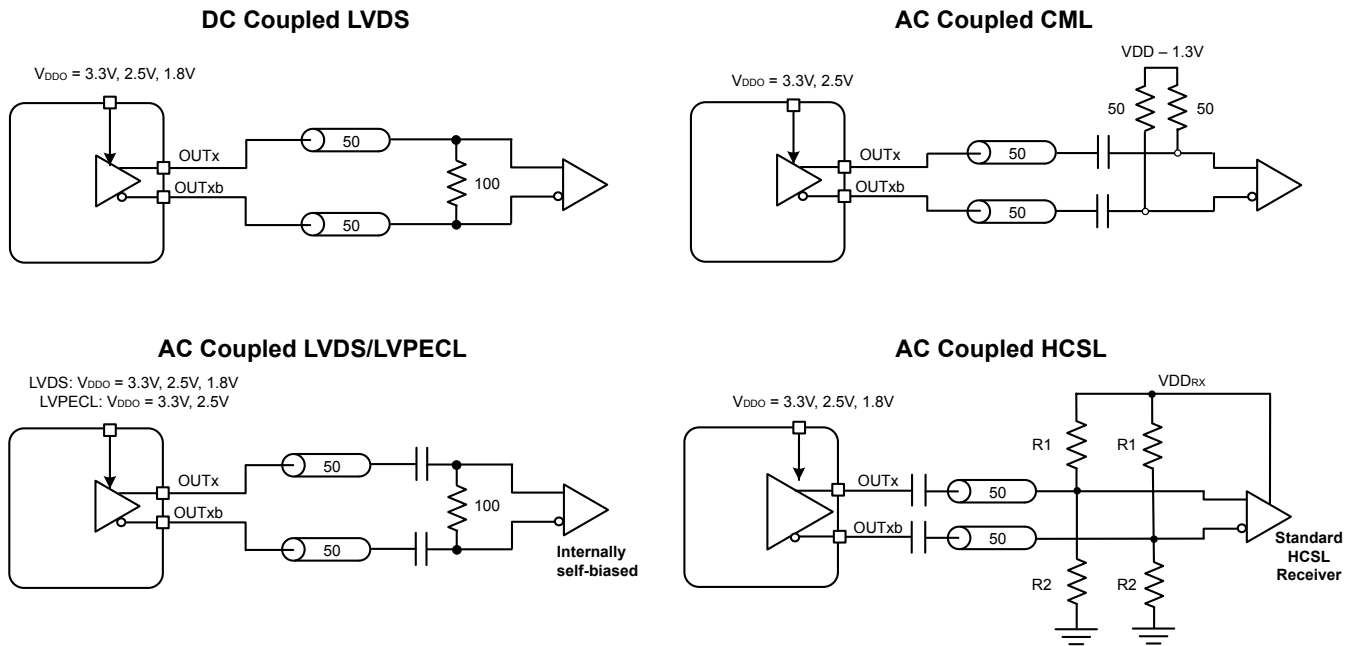 DC Coupled LVDS
VDDO = 3.3V, 2.5V, 1.8V
OUTx
OUTxb
50
50
100
AC Coupled CML
VDD – 1.3V
VDDO = 3.3V, 2.5V
50
50
OUTx
OUTxb
50
50
AC Coupled LVDS/LVPECL
LVDS: VDDO = 3.3V, 2.5V, 1.8V
LVPECL: VDDO = 3.3V, 2.5V
OUTx
OUTxb
50
50
100
Internally
self-biased
AC Coupled HCSL
VDDRX
VDDO = 3.3V, 2.5V, 1.8V
R1
R1
OUTx
OUTxb
50
50
R2
R2
Standard
HCSL
Receiver